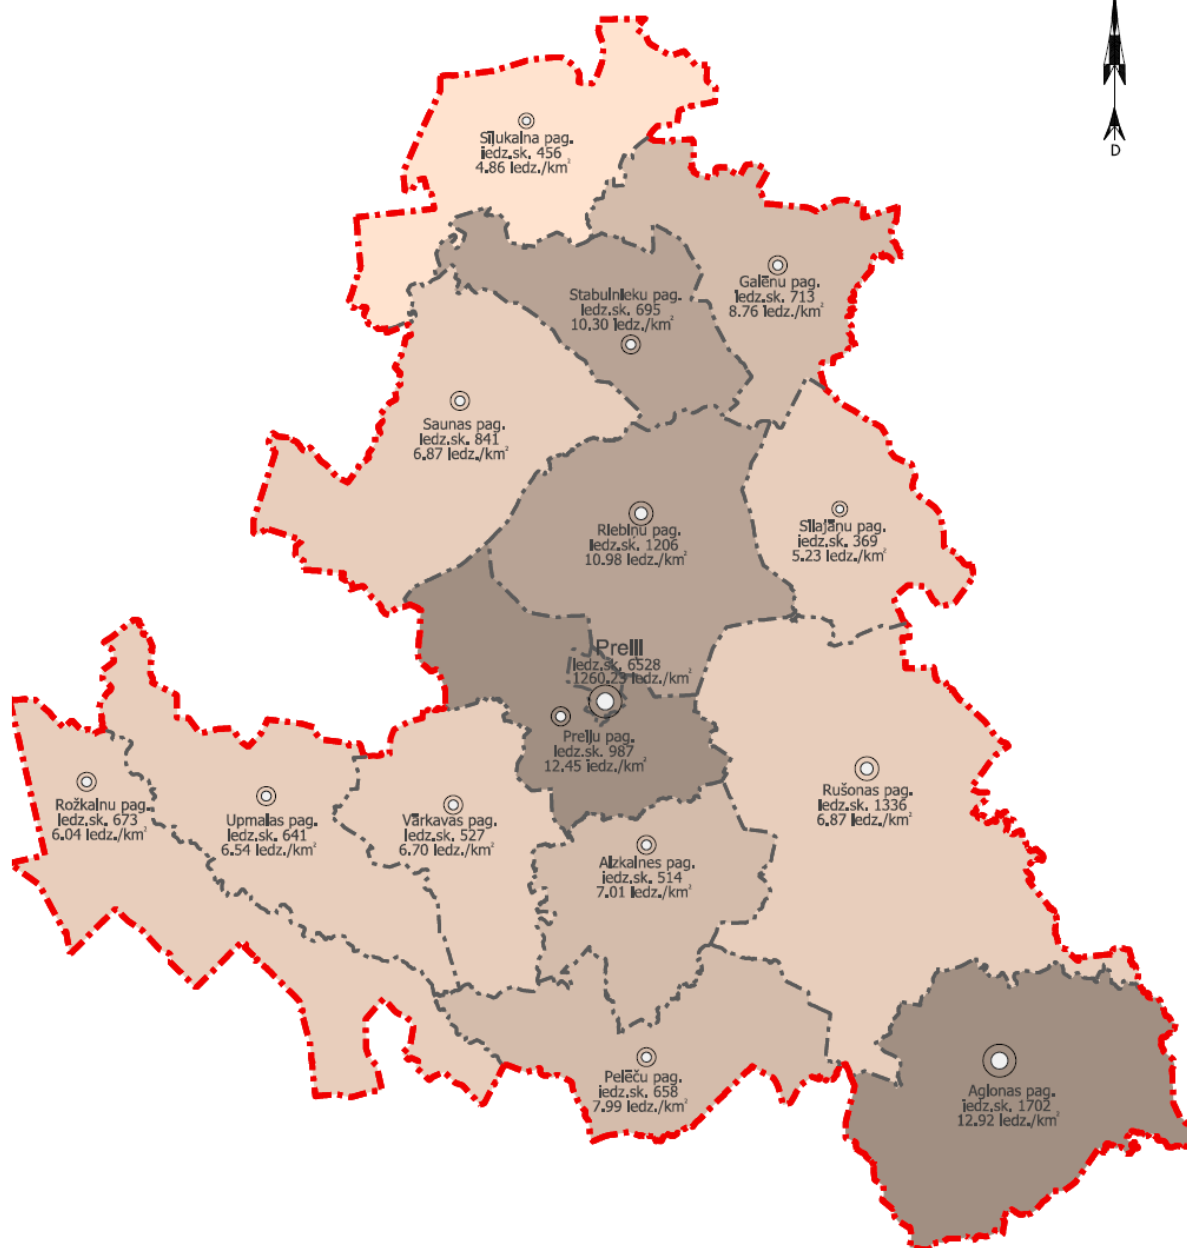 D
Sīļukalna pag.
iedz.sk. 456
4.86 iedz./km²
Galēnu pag.
iedz.sk. 713
8.76 iedz./km²
Stabulnieku pag.
iedz.sk. 695
10.30 iedz./km²
Saunas pag.
iedz.sk. 841
6.87 iedz./km²
Riebiņu pag.
iedz.sk. 1206
10.98 iedz./km²
Sīlajāņu pag.
iedz.sk. 369
5.23 iedz./km²
Preiļi
iedz.sk. 6528
1260.23 iedz./km²
Preiļu pag.
iedz.sk. 987
12.45 iedz./km²
Rožkalnu pag.
iedz.sk. 673
6.04 iedz./km²
Upmalas pag.
iedz.sk. 641
6.54 iedz./km²
Vārkavas pag.
iedz.sk. 527
6.70 iedz./km²
Rušonas pag.
iedz.sk. 1336
6.87 iedz./km²
Aizkalnes pag.
iedz.sk. 514
7.01 iedz./km²
Pelēču pag.
iedz.sk. 658
7.99 iedz./km²
Aglonas pag.
iedz.sk. 1702
12.92 iedz./km²